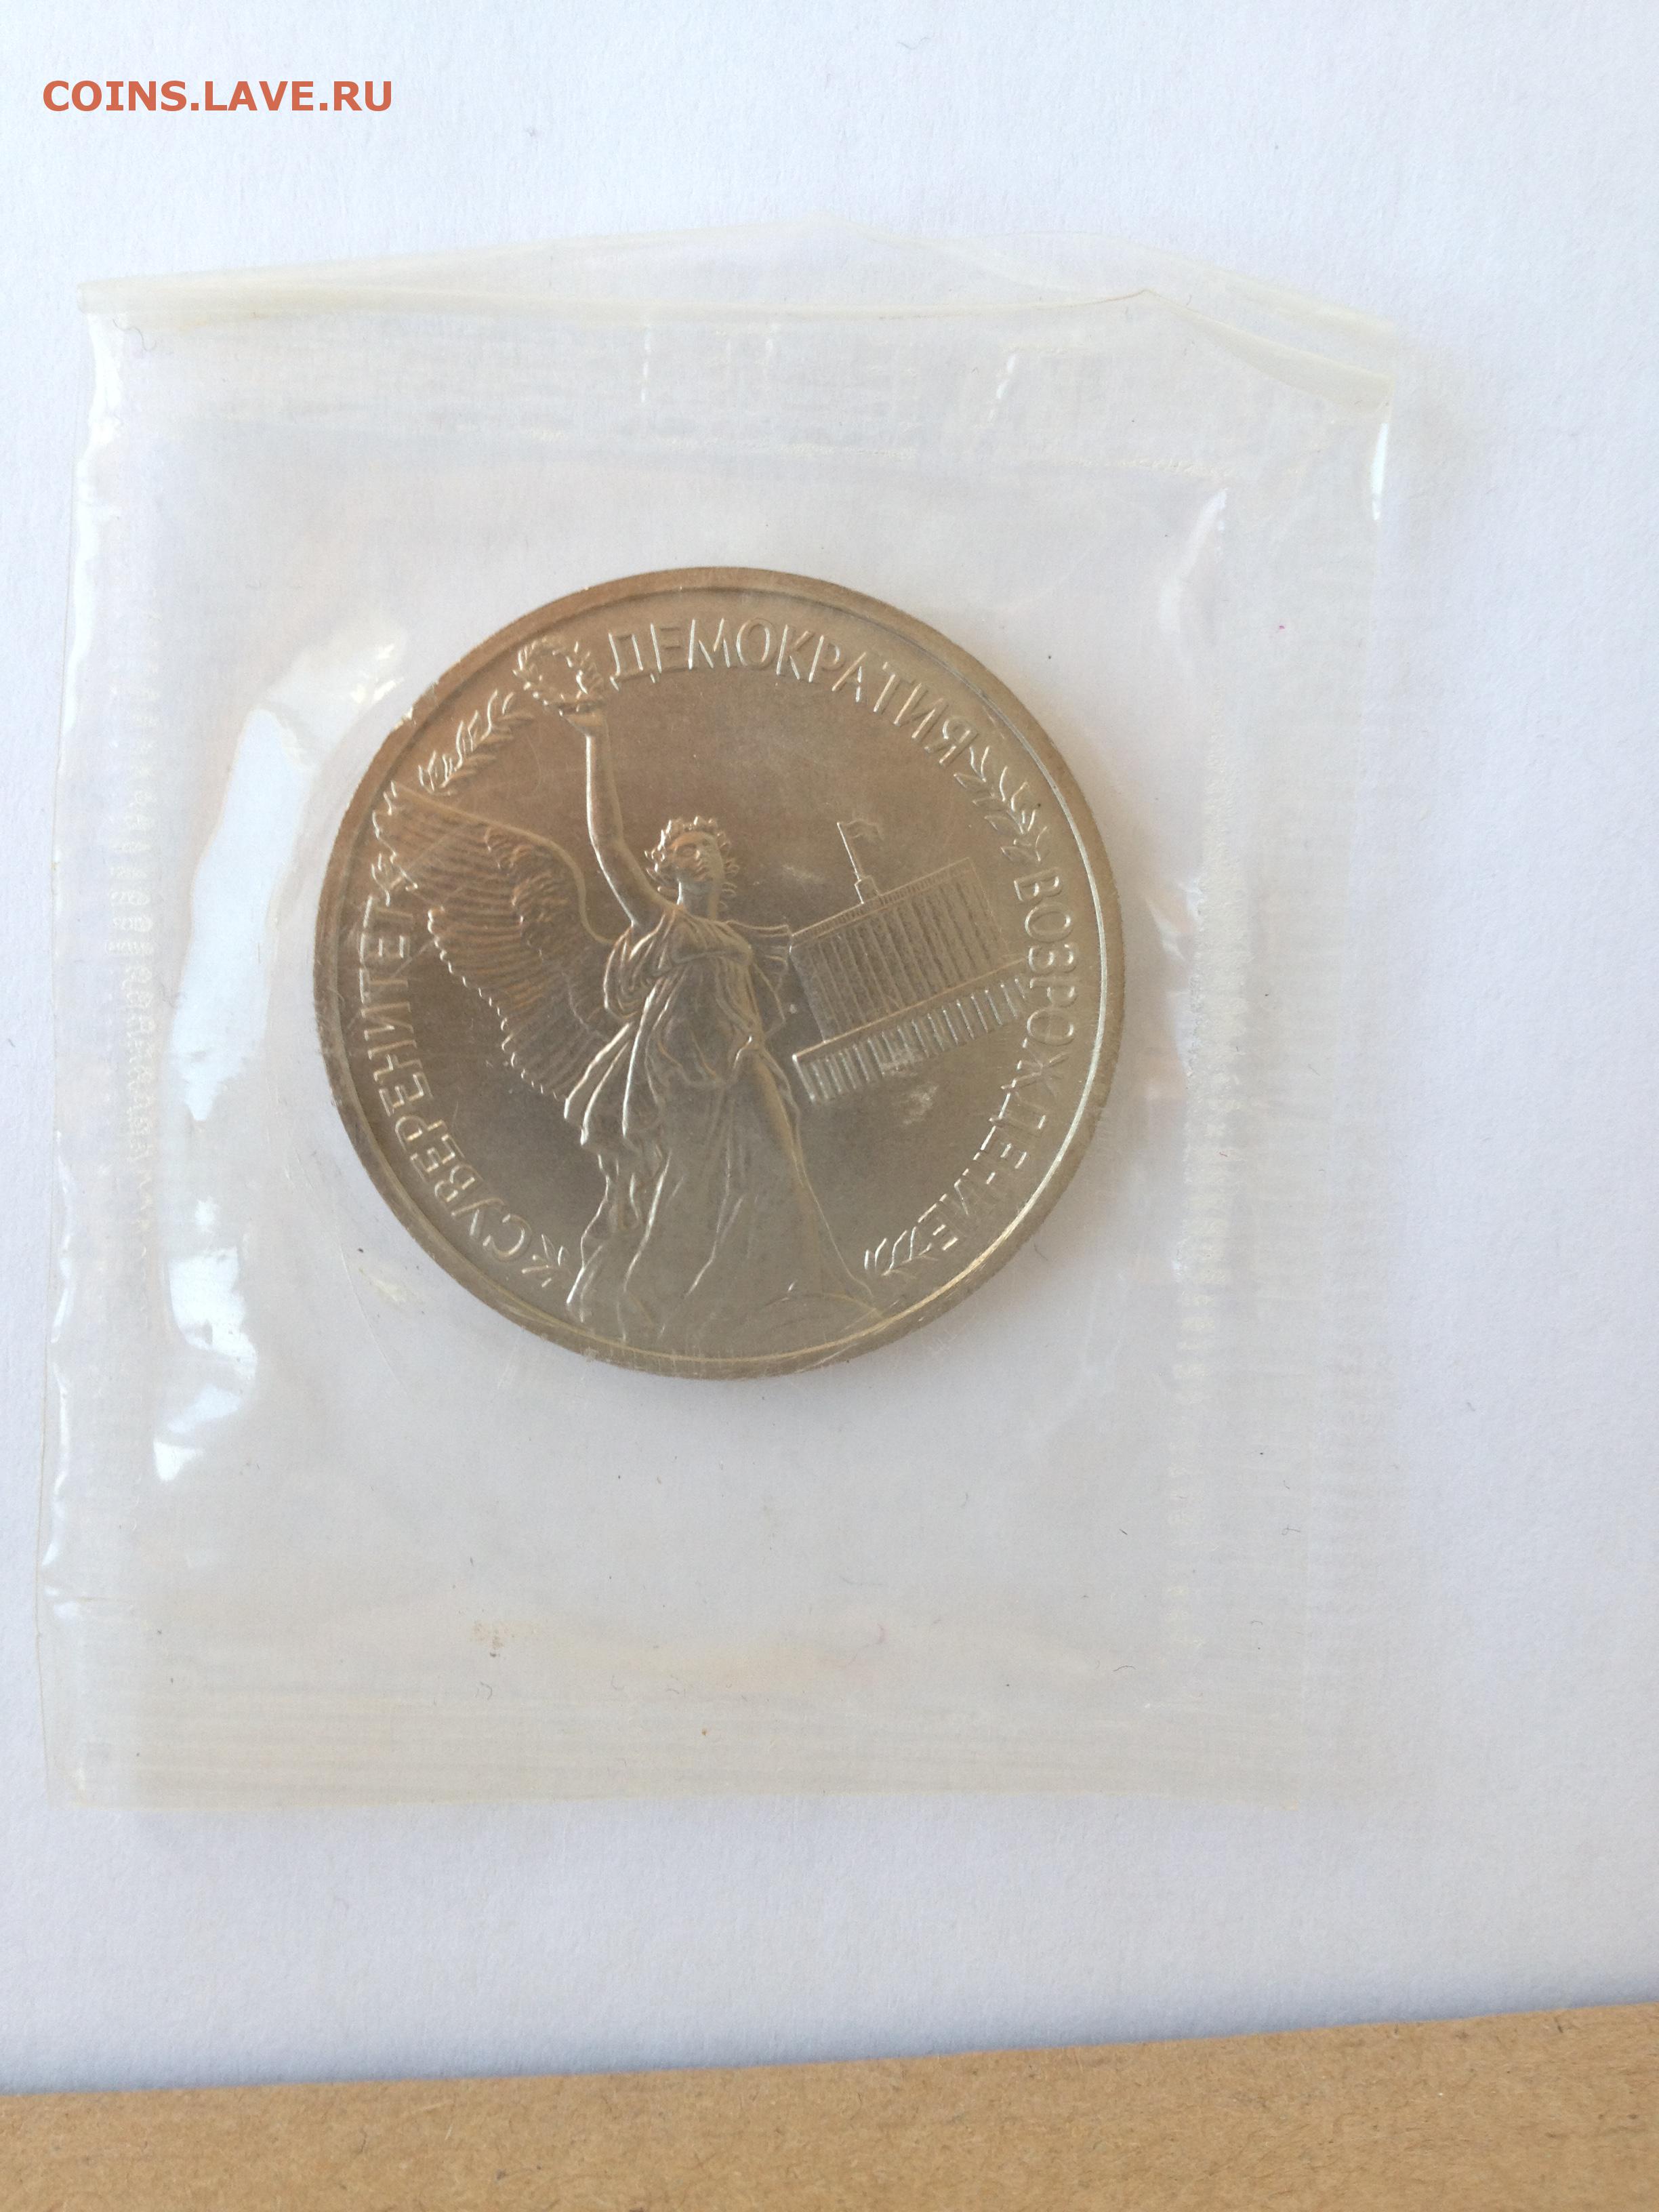 COINS.LAVE.RU
СУВЕРЕНИТЕТ
ДЕМОКРАТИЯ
ВОЗРОЖДЕНИЕ